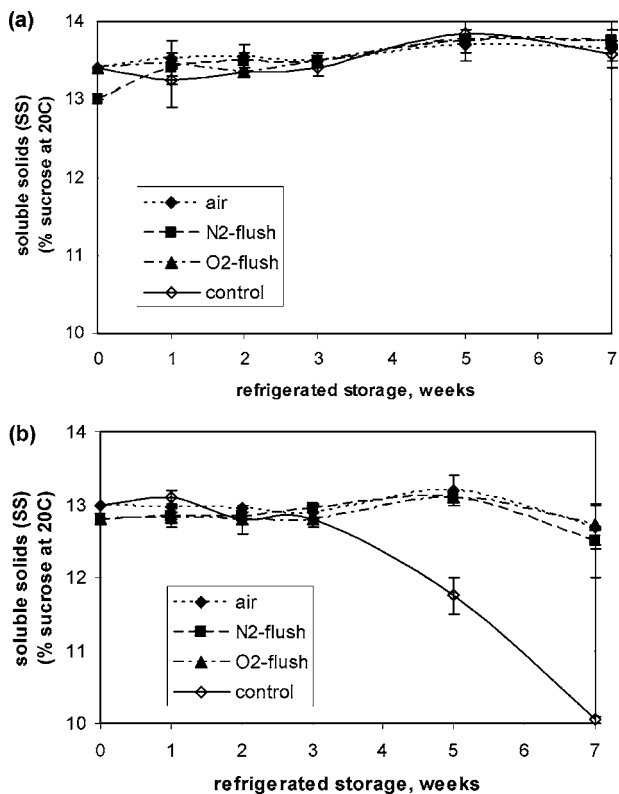 (a)
14
13
12
11
10
soluble solids (SS)
(% sucrose at 20C)
air
N2-flush
O2-flush
control
0 1 2 3 4 5 6 7
refrigerated storage, weeks
(b)
14
13
12
11
10
soluble solids (SS)
(% sucrose at 20C)
air
N2-flush
O2-flush
control
0 1 2 3 4 5 6 7
refrigerated storage, weeks